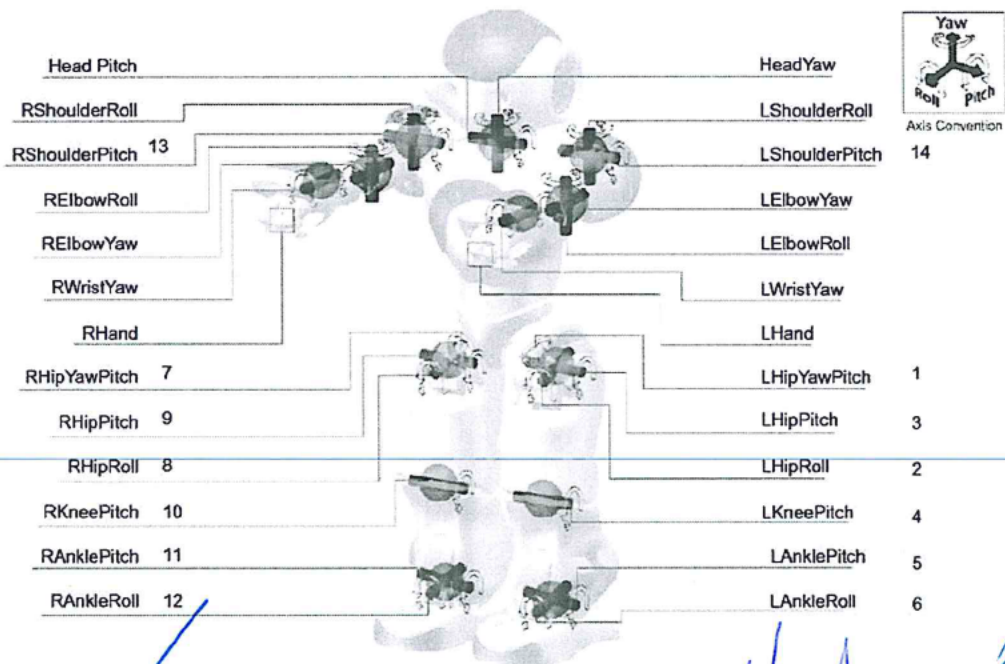 Yaw
Roll Pitch
Axis Convention
Head Pitch
RShoulderRoll
RShoulderPitch 13
RElbowRoll
RElbowYaw
RWristYaw
RHand
RHipYawPitch 7
RHipPitch 9
RHipRoll 8
RKneePitch 10
RAnklePitch 11
RAnkleRoll 12
HeadYaw
LShoulderRoll
LShoulderPitch 14
LElbowYaw
LElbowRoll
LWristYaw
LHand
LHipYawPitch 1
LHipPitch 3
LHipRoll 2
LKneePitch 4
LAnklePitch 5
LAnkleRoll 6